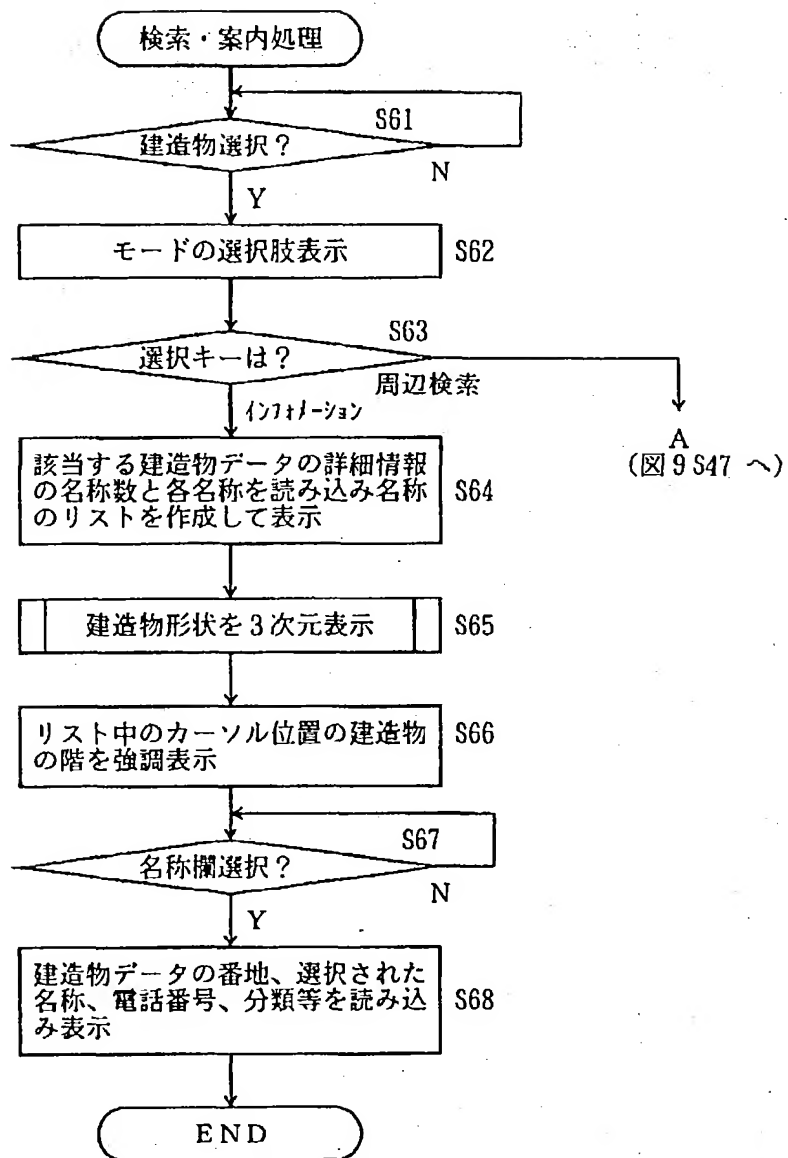 検索・案内処理
S61
建造物選択？
N
Y
モードの選択肢表示
S62
S63
選択キーは？
周辺検索
インフォメーション
A
(図9 S47 へ)
該当する建造物データの詳細情報
の名称数と各名称を読み込み名称
のリストを作成して表示
S64
建造物形状を3次元表示
S65
リスト中のカーソル位置の建造物
の階を強調表示
S66
S67
名称欄選択？
N
Y
建造物データの番地、選択された
名称、電話番号、分類等を読み込
み表示
S68
END